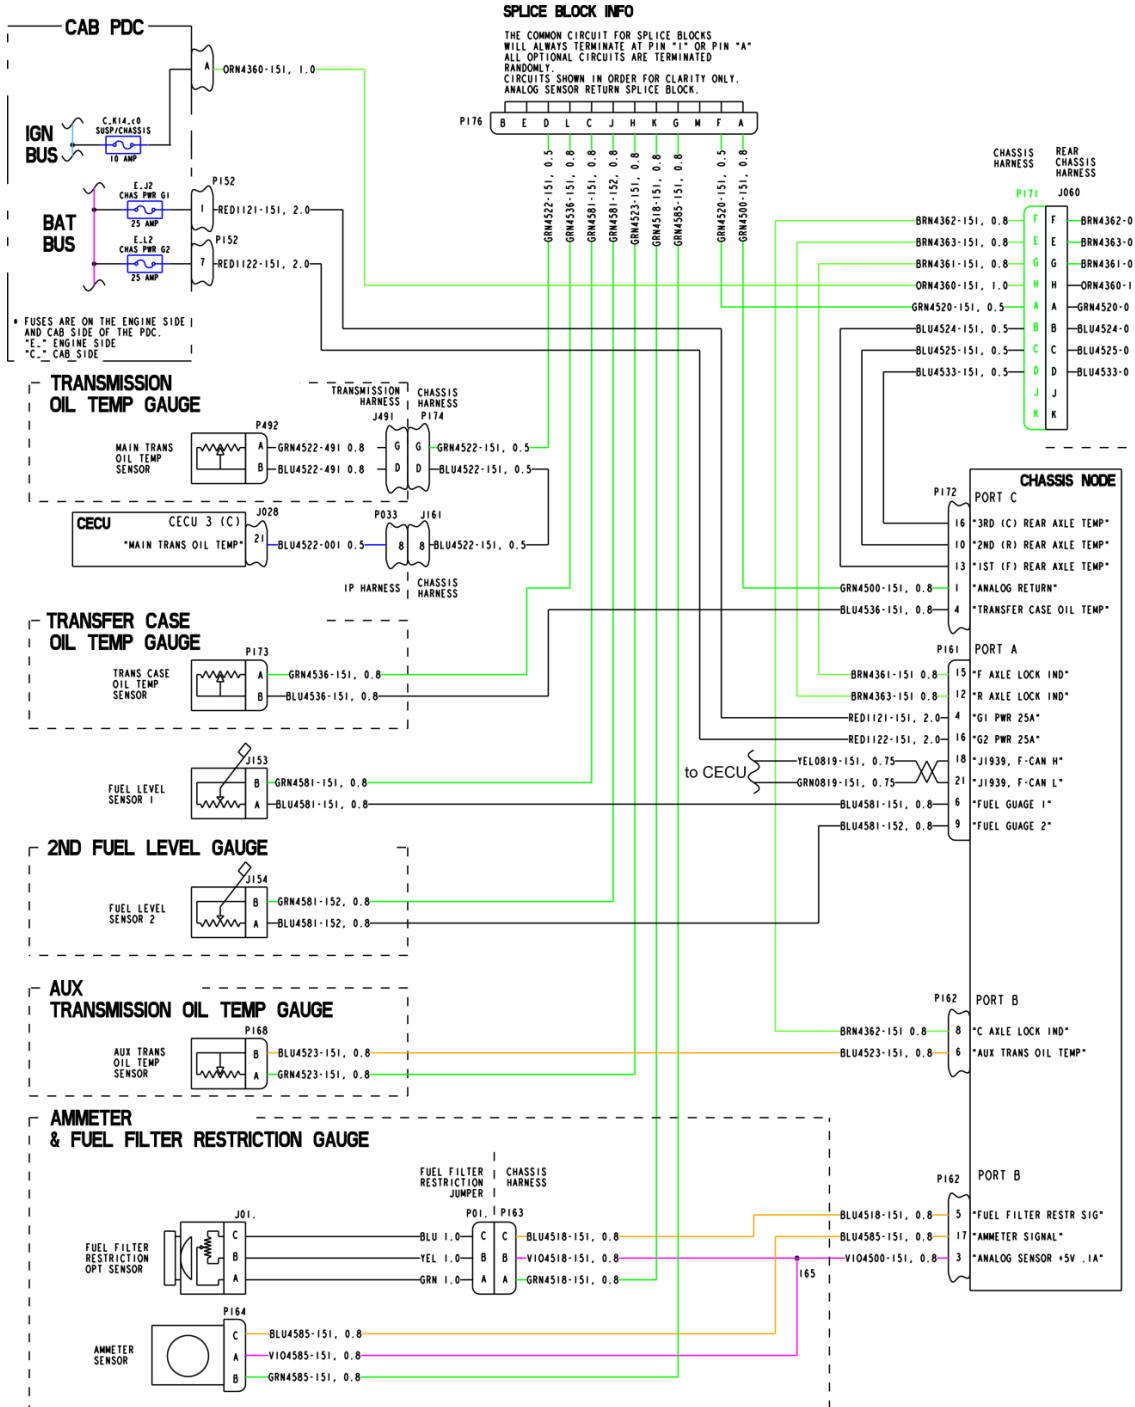 SPLICE BLOCK INFO
THE COMMON CIRCUIT FOR SPLICE BLOCKS
WILL ALWAYS TERMINATE AT PIN "I" OR PIN "A"
ALL OPTIONAL CIRCUITS ARE TERMINATED
RANDOMLY.
CIRCUITS SHOWN IN ORDER FOR CLARITY ONLY.
ANALOG SENSOR RETURN SPLICE BLOCK.
P176 B E D L C J H K G M F A
GRN4522-151, 0.5
GRN4536-151, 0.8
GRN4581-151, 0.8
GRN4581-152, 0.8
GRN4523-151, 0.8
GRN4518-151, 0.8
GRN4585-151, 0.8
GRN4520-151, 0.5
GRN4500-151, 0.8
CAB PDC
A ORN4360-151, 1.0
IGN
BUS
C_K14_c0
SUSP/CHASSIS
10 AMP
BAT
BUS
E_J2
CHAS PWR G1
25 AMP
P152
1 RED1121-151, 2.0
E_L2
CHAS PWR G2
25 AMP
P152
7 RED1122-151, 2.0
* FUSES ARE ON THE ENGINE SIDE
AND CAB SIDE OF THE PDC.
"E_" ENGINE SIDE
"C_" CAB SIDE
CHASSIS
HARNESS
REAR
CHASSIS
HARNESS
P171 J060
BRN4362-151, 0.8 F F BRN4362-0
BRN4363-151, 0.8 E E BRN4363-0
BRN4361-151, 0.8 G G BRN4361-0
ORN4360-151, 1.0 H H ORN4360-1
GRN4520-151, 0.5 A A GRN4520-0
BLU4524-151, 0.5 B B BLU4524-0
BLU4525-151, 0.5 C C BLU4525-0
BLU4533-151, 0.5 D D BLU4533-0
J J
K K
TRANSMISSION
OIL TEMP GAUGE
TRANSMISSION
HARNESS
CHASSIS
HARNESS
P492
J491 P174
MAIN TRANS
OIL TEMP
SENSOR
A GRN4522-491 0.8 G G GRN4522-151, 0.5
B BLU4522-491 0.8 D D BLU4522-151, 0.5
CECU
CECU 3 (C)
J028
"MAIN TRANS OIL TEMP" 21 BLU4522-001 0.5
P033 J161
8 8 BLU4522-151, 0.5
IP HARNESS
CHASSIS
HARNESS
TRANSFER CASE
OIL TEMP GAUGE
P173
TRANS CASE
OIL TEMP
SENSOR
A GRN4536-151, 0.8
B BLU4536-151, 0.8
J153
FUEL LEVEL
SENSOR 1
B GRN4581-151, 0.8
A BLU4581-151, 0.8
2ND FUEL LEVEL GAUGE
J154
FUEL LEVEL
SENSOR 2
B GRN4581-152, 0.8
A BLU4581-152, 0.8
AUX
TRANSMISSION OIL TEMP GAUGE
P168
AUX TRANS
OIL TEMP
SENSOR
B BLU4523-151, 0.8
A GRN4523-151, 0.8
AMMETER
& FUEL FILTER RESTRICTION GAUGE
FUEL FILTER
RESTRICTION
JUMPER
CHASSIS
HARNESS
J01.
P01. P163
FUEL FILTER
RESTRICTION
OPT SENSOR
C BLU 1.0 C C BLU4518-151, 0.8
B YEL 1.0 B B VIO4518-151, 0.8
A GRN 1.0 A A GRN4518-151, 0.8
P164
AMMETER
SENSOR
C BLU4585-151, 0.8
A VIO4585-151, 0.8
B GRN4585-151, 0.8
CHASSIS NODE
P172 PORT C
16 "3RD (C) REAR AXLE TEMP"
10 "2ND (R) REAR AXLE TEMP"
13 "1ST (F) REAR AXLE TEMP"
GRN4500-151, 0.8 1 "ANALOG RETURN"
BLU4536-151, 0.8 4 "TRANSFER CASE OIL TEMP"
P161 PORT A
BRN4361-151 0.8 15 "F AXLE LOCK IND"
BRN4363-151 0.8 12 "R AXLE LOCK IND"
RED1121-151, 2.0 4 "G1 PWR 25A"
RED1122-151, 2.0 16 "G2 PWR 25A"
to CECU
YEL0819-151, 0.75 18 "J1939, F-CAN H"
GRN0819-151, 0.75 21 "J1939, F-CAN L"
BLU4581-151, 0.8 6 "FUEL GUAGE 1"
BLU4581-152, 0.8 9 "FUEL GUAGE 2"
P162 PORT B
BRN4362-151 0.8 8 "C AXLE LOCK IND"
BLU4523-151, 0.8 6 "AUX TRANS OIL TEMP"
P162 PORT B
BLU4518-151, 0.8 5 "FUEL FILTER RESTR SIG"
BLU4585-151, 0.8 17 "AMMETER SIGNAL"
VIO4500-151, 0.8 3 "ANALOG SENSOR +5V .1A"
165